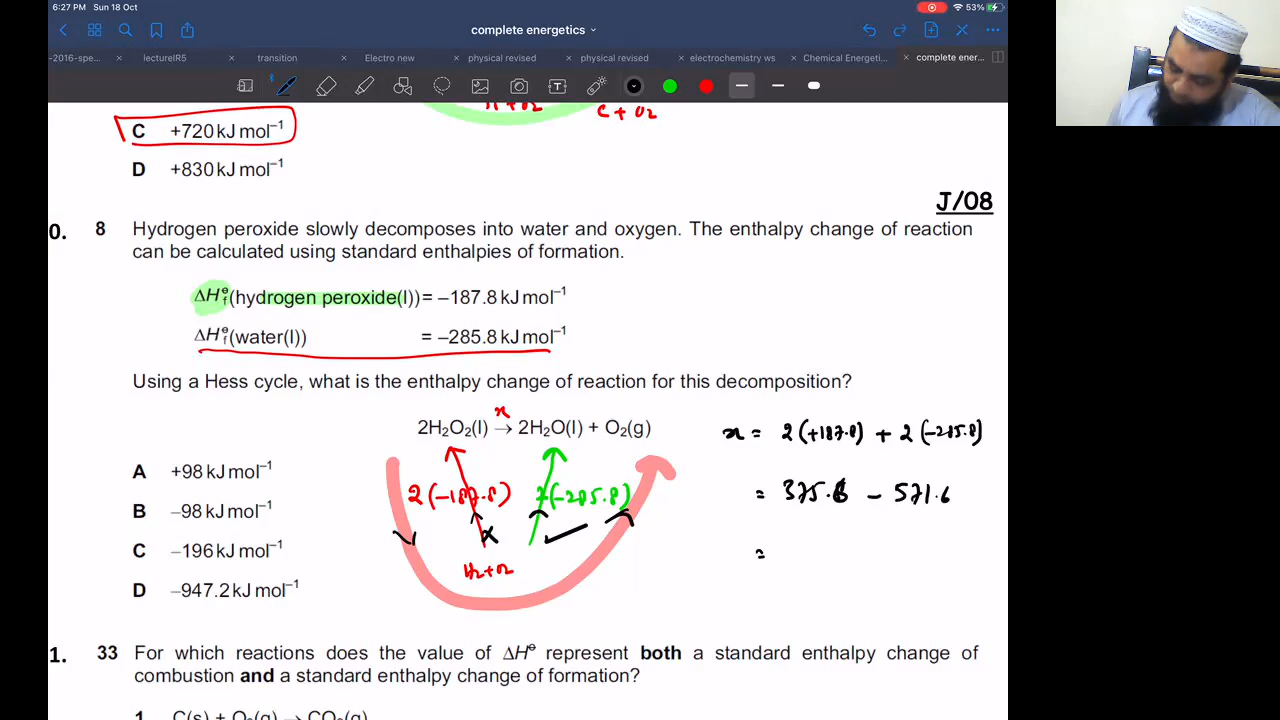 6:27 PM Sun 18 Oct
53%
complete energetics
-2016-spe...
lectureIR5
transition
Electro new
physical revised
physical revised
electrochemistry ws
Chemical Energeti...
complete ener...
C + O2
C +720 kJ mol⁻¹
D +830 kJ mol⁻¹
J/08
0. 8 Hydrogen peroxide slowly decomposes into water and oxygen. The enthalpy change of reaction
can be calculated using standard enthalpies of formation.
ΔH⦵f(hydrogen peroxide(l)) = –187.8 kJ mol⁻¹
ΔH⦵f(water(l)) = –285.8 kJ mol⁻¹
Using a Hess cycle, what is the enthalpy change of reaction for this decomposition?
x
2H₂O₂(l) → 2H₂O(l) + O₂(g)
x = 2(+187.8) + 2(-285.8)
A +98 kJ mol⁻¹
2(-187.8) 2(-285.8)
= 375.6 - 571.6
B –98 kJ mol⁻¹
C –196 kJ mol⁻¹
=
H2+O2
D –947.2 kJ mol⁻¹
1. 33 For which reactions does the value of ΔH⦵ represent both a standard enthalpy change of
combustion and a standard enthalpy change of formation?
1 C(s) + O₂(g) → CO₂(g)